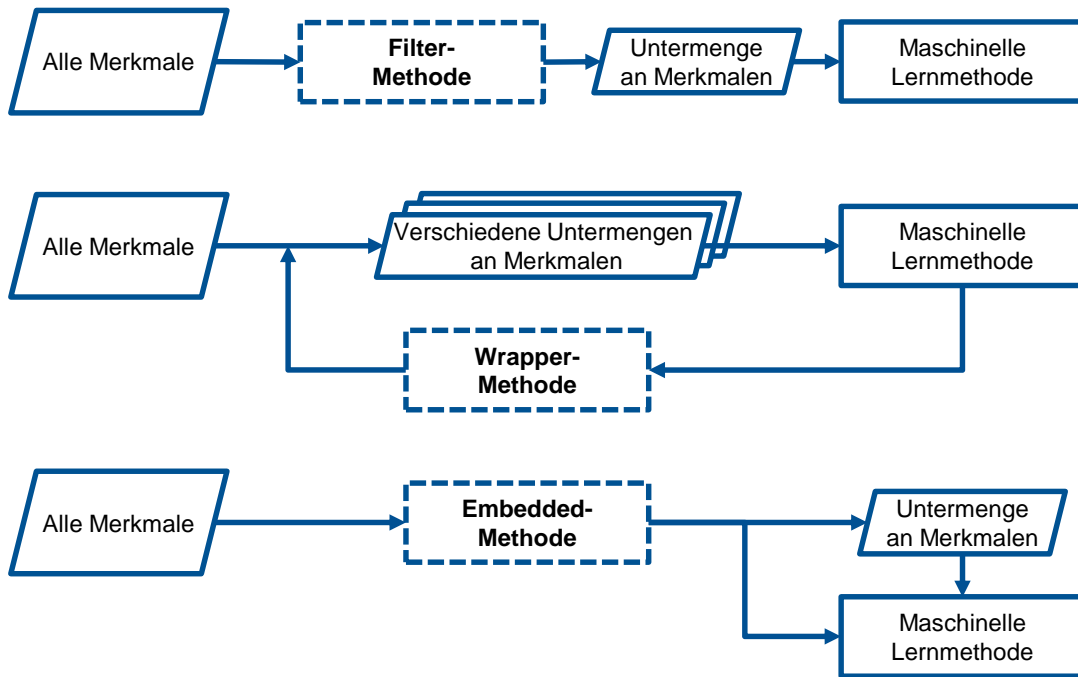 Alle Merkmale
Filter-
Methode
Untermenge
an Merkmalen
Maschinelle
Lernmethode
Alle Merkmale
Verschiedene Untermengen
an Merkmalen
Maschinelle
Lernmethode
Wrapper-
Methode
Alle Merkmale
Embedded-
Methode
Untermenge
an Merkmalen
Maschinelle
Lernmethode